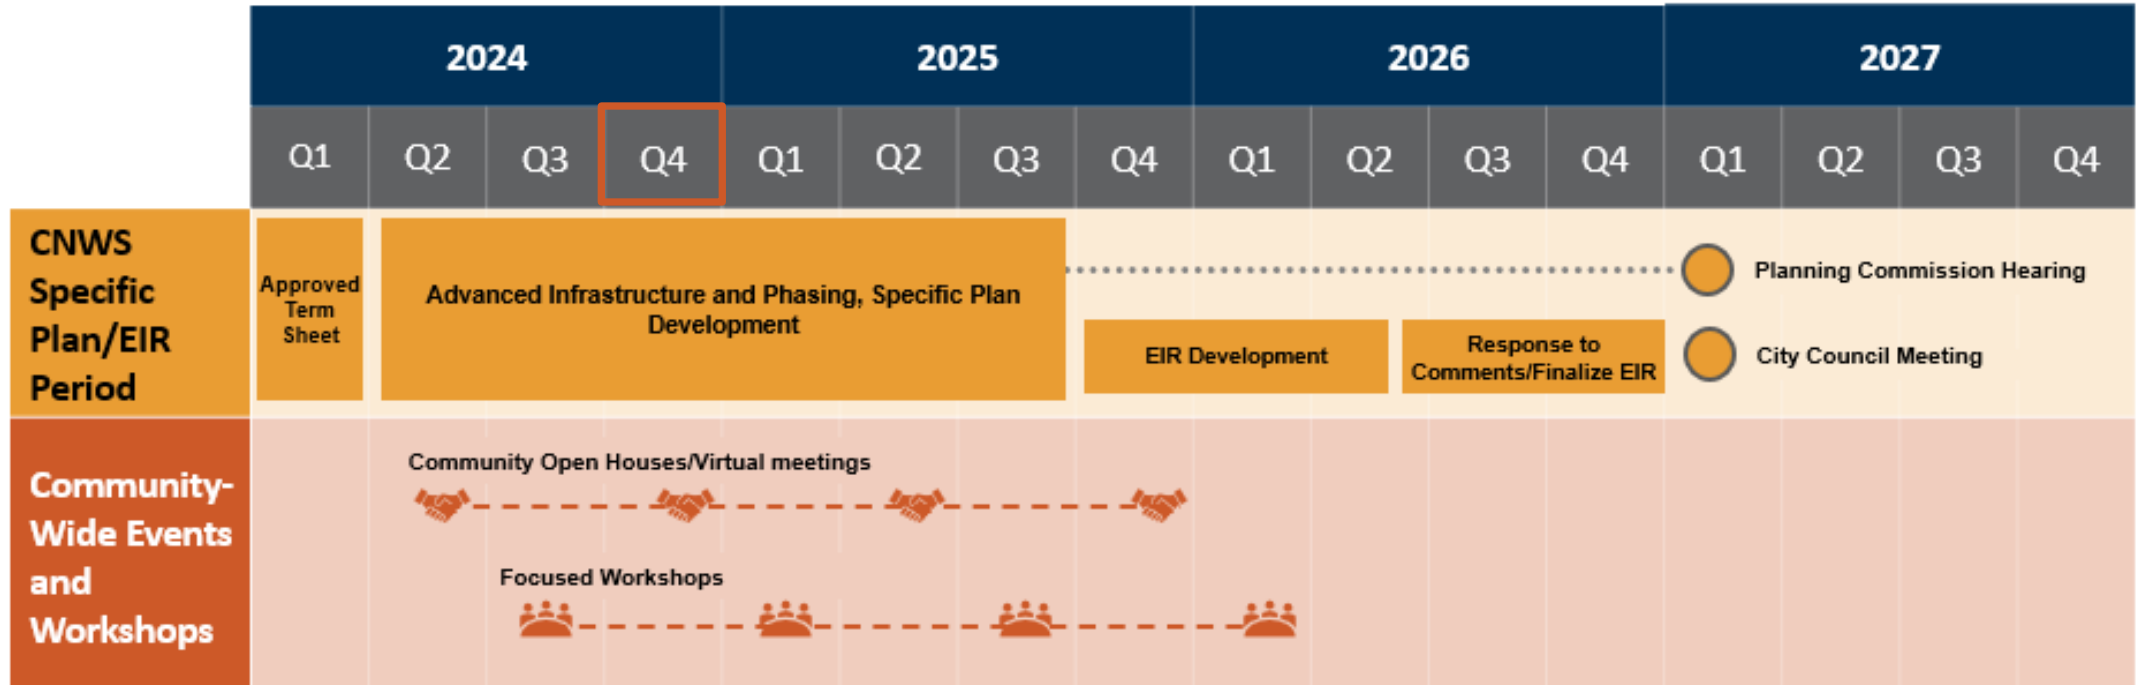 2024 2025 2026 2027
Q1 Q2 Q3 Q4 Q1 Q2 Q3 Q4 Q1 Q2 Q3 Q4 Q1 Q2 Q3 Q4
CNWS
Specific
Plan/EIR
Period
Approved
Term
Sheet
Advanced Infrastructure and Phasing, Specific Plan
Development
EIR Development
Response to
Comments/Finalize EIR
Planning Commission Hearing
City Council Meeting
Community-
Wide Events
and
Workshops
Community Open Houses/Virtual meetings
Focused Workshops